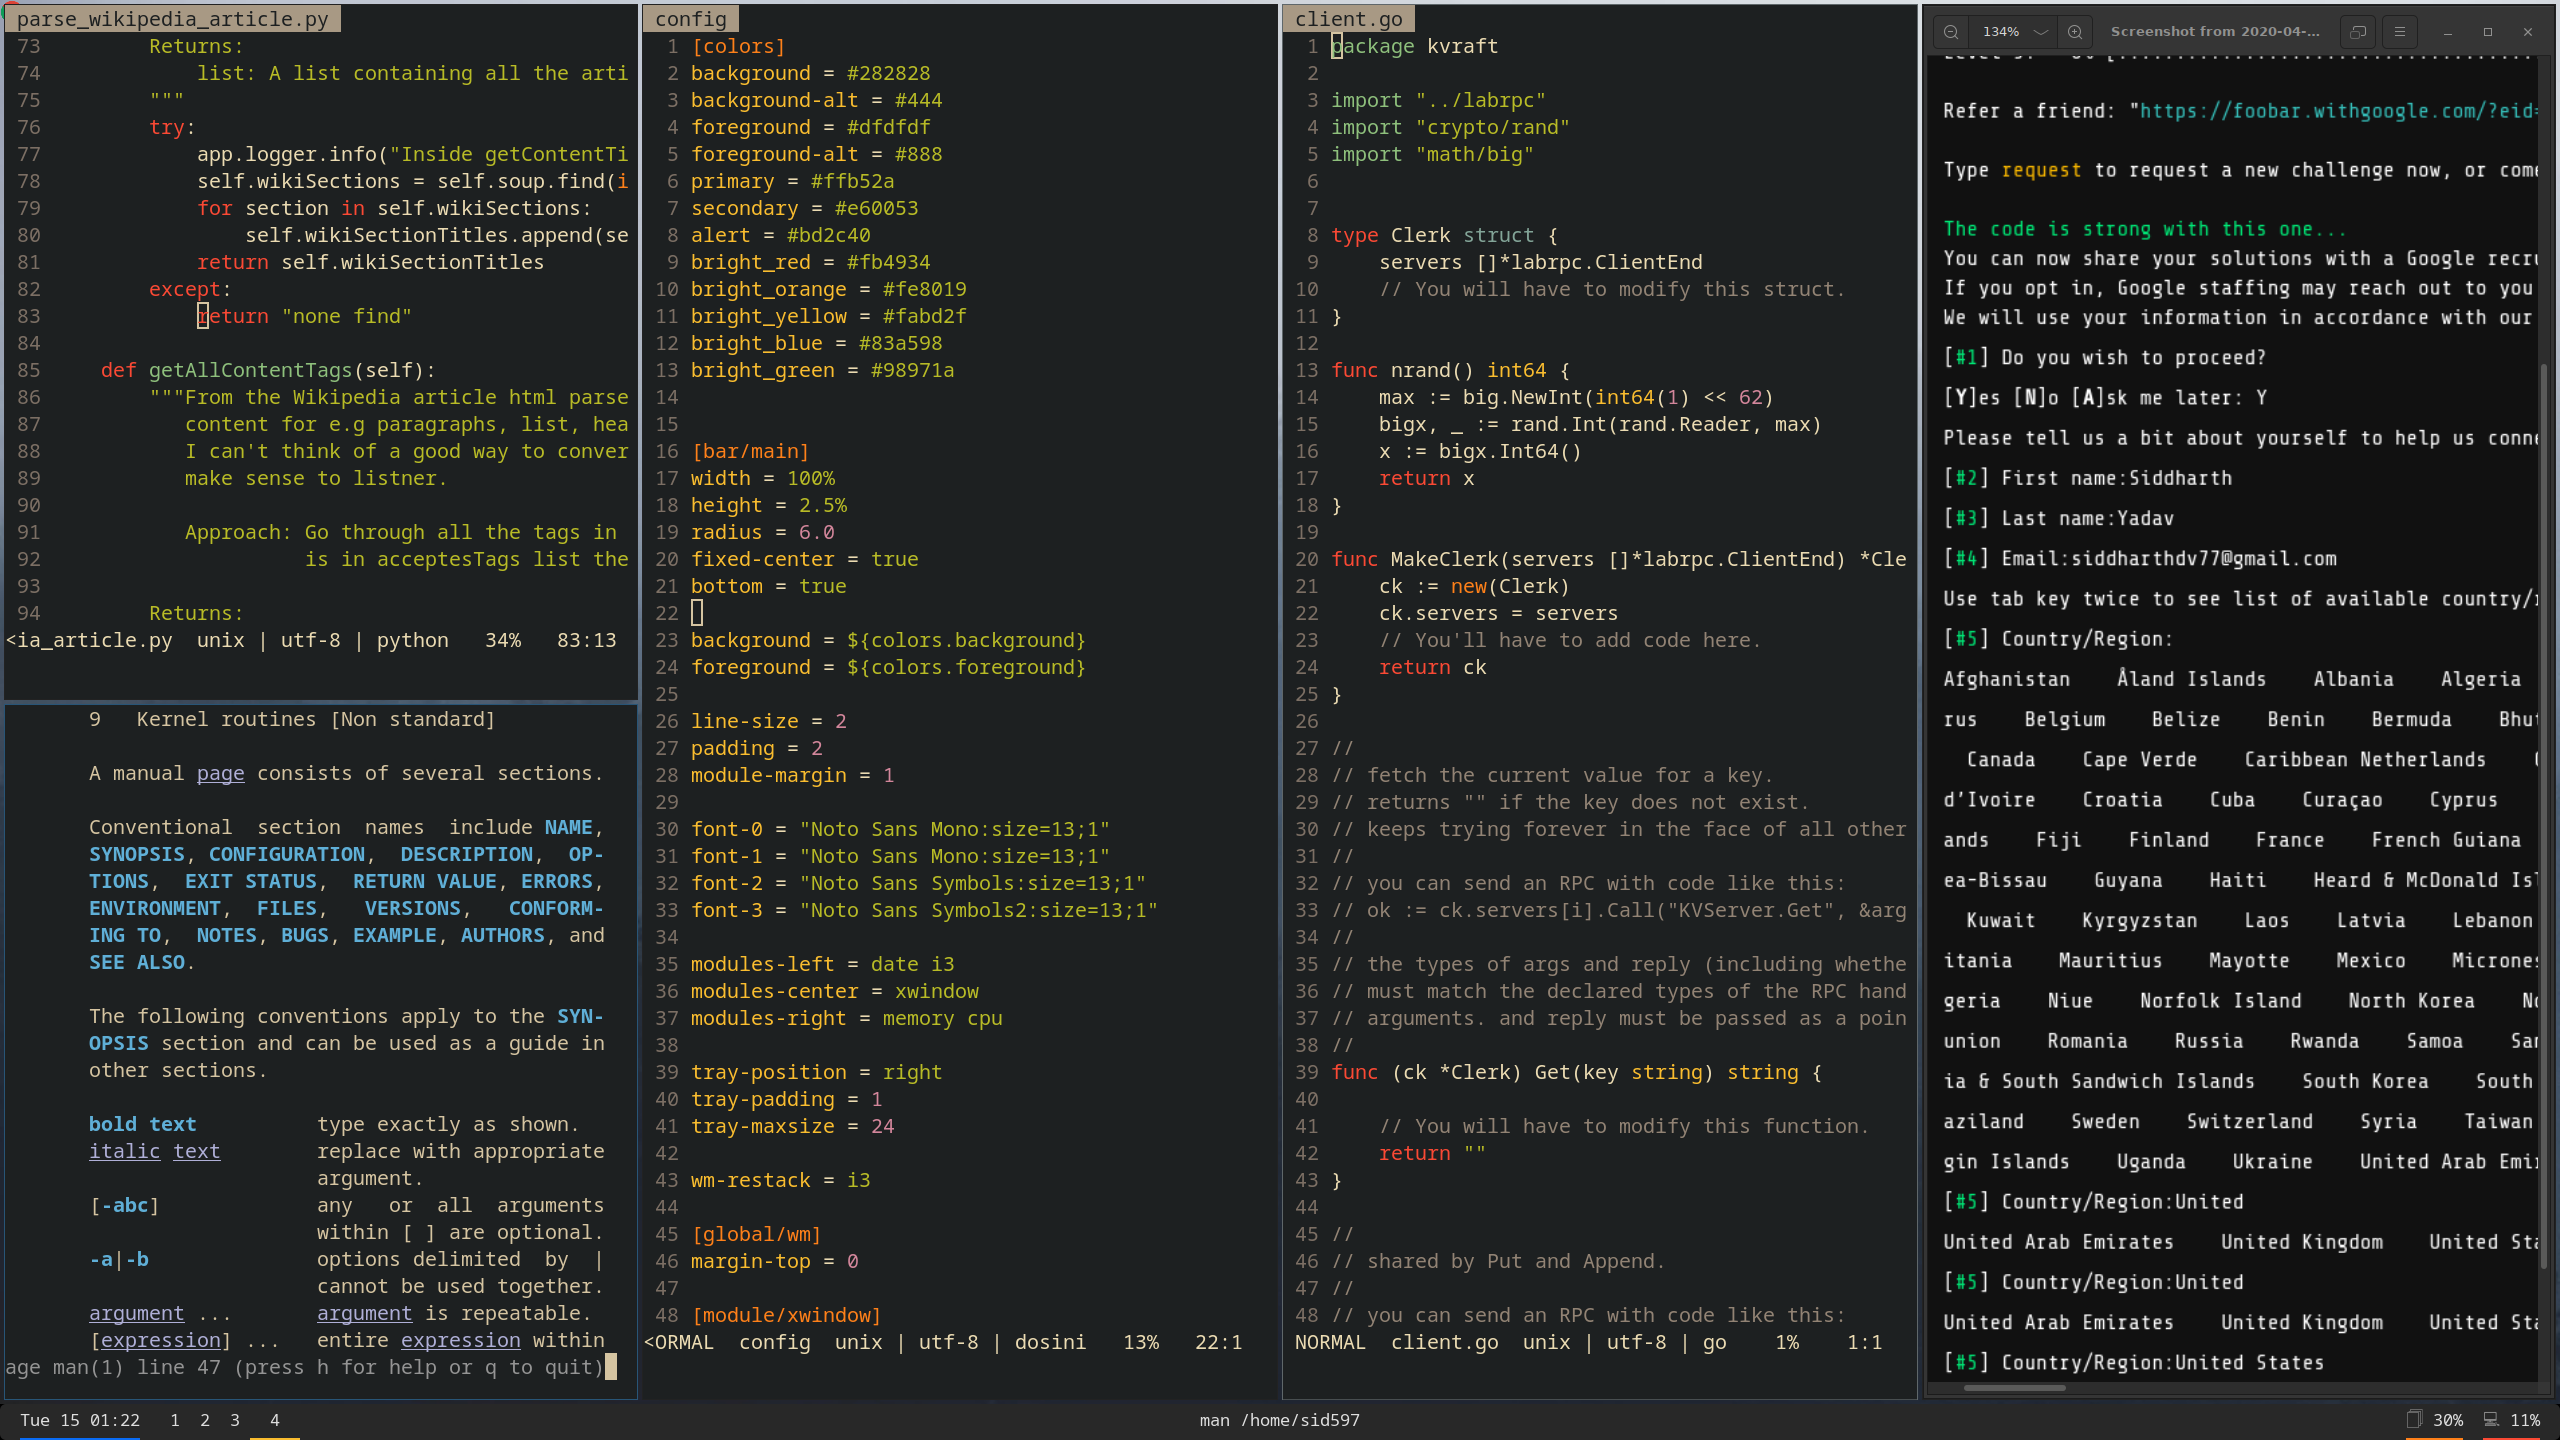 parse_wikipedia_article.py
73 Returns:
74 list: A list containing all the arti
75 """
76 try:
77 app.logger.info("Inside getContentTi
78 self.wikiSections = self.soup.find(i
79 for section in self.wikiSections:
80 self.wikiSectionTitles.append(se
81 return self.wikiSectionTitles
82 except:
83 return "none find"
84
85 def getAllContentTags(self):
86 """From the Wikipedia article html parse
87 content for e.g paragraphs, list, hea
88 I can't think of a good way to conver
89 make sense to listner.
90
91 Approach: Go through all the tags in
92 is in acceptesTags list the
93
94 Returns:
<ia_article.py unix | utf-8 | python 34% 83:13
9 Kernel routines [Non standard]
A manual page consists of several sections.
Conventional section names include NAME,
SYNOPSIS, CONFIGURATION, DESCRIPTION, OP-
TIONS, EXIT STATUS, RETURN VALUE, ERRORS,
ENVIRONMENT, FILES, VERSIONS, CONFORM-
ING TO, NOTES, BUGS, EXAMPLE, AUTHORS, and
SEE ALSO.
The following conventions apply to the SYN-
OPSIS section and can be used as a guide in
other sections.
bold text type exactly as shown.
italic text replace with appropriate
argument.
[-abc] any or all arguments
within [ ] are optional.
-a|-b options delimited by |
cannot be used together.
argument ... argument is repeatable.
[expression] ... entire expression within
age man(1) line 47 (press h for help or q to quit)
config
1 [colors]
2 background = #282828
3 background-alt = #444
4 foreground = #dfdfdf
5 foreground-alt = #888
6 primary = #ffb52a
7 secondary = #e60053
8 alert = #bd2c40
9 bright_red = #fb4934
10 bright_orange = #fe8019
11 bright_yellow = #fabd2f
12 bright_blue = #83a598
13 bright_green = #98971a
14
15
16 [bar/main]
17 width = 100%
18 height = 2.5%
19 radius = 6.0
20 fixed-center = true
21 bottom = true
22
23 background = ${colors.background}
24 foreground = ${colors.foreground}
25
26 line-size = 2
27 padding = 2
28 module-margin = 1
29
30 font-0 = "Noto Sans Mono:size=13;1"
31 font-1 = "Noto Sans Mono:size=13;1"
32 font-2 = "Noto Sans Symbols:size=13;1"
33 font-3 = "Noto Sans Symbols2:size=13;1"
34
35 modules-left = date i3
36 modules-center = xwindow
37 modules-right = memory cpu
38
39 tray-position = right
40 tray-padding = 1
41 tray-maxsize = 24
42
43 wm-restack = i3
44
45 [global/wm]
46 margin-top = 0
47
48 [module/xwindow]
<ORMAL config unix | utf-8 | dosini 13% 22:1
client.go
1 package kvraft
2
3 import "../labrpc"
4 import "crypto/rand"
5 import "math/big"
6
7
8 type Clerk struct {
9 servers []*labrpc.ClientEnd
10 // You will have to modify this struct.
11 }
12
13 func nrand() int64 {
14 max := big.NewInt(int64(1) << 62)
15 bigx, _ := rand.Int(rand.Reader, max)
16 x := bigx.Int64()
17 return x
18 }
19
20 func MakeClerk(servers []*labrpc.ClientEnd) *Cle
21 ck := new(Clerk)
22 ck.servers = servers
23 // You'll have to add code here.
24 return ck
25 }
26
27 //
28 // fetch the current value for a key.
29 // returns "" if the key does not exist.
30 // keeps trying forever in the face of all other
31 //
32 // you can send an RPC with code like this:
33 // ok := ck.servers[i].Call("KVServer.Get", &arg
34 //
35 // the types of args and reply (including whethe
36 // must match the declared types of the RPC hand
37 // arguments. and reply must be passed as a poin
38 //
39 func (ck *Clerk) Get(key string) string {
40
41 // You will have to modify this function.
42 return ""
43 }
44
45 //
46 // shared by Put and Append.
47 //
48 // you can send an RPC with code like this:
NORMAL client.go unix | utf-8 | go 1% 1:1
134% Screenshot from 2020-04-...
Refer a friend: "https://foobar.withgoogle.com/?eid=
Type request to request a new challenge now, or come
The code is strong with this one...
You can now share your solutions with a Google recru
If you opt in, Google staffing may reach out to you
We will use your information in accordance with our
[#1] Do you wish to proceed?
[Y]es [N]o [A]sk me later: Y
Please tell us a bit about yourself to help us conne
[#2] First name:Siddharth
[#3] Last name:Yadav
[#4] Email:siddharthdv77@gmail.com
Use tab key twice to see list of available country/r
[#5] Country/Region:
Afghanistan Åland Islands Albania Algeria
rus Belgium Belize Benin Bermuda Bhut
Canada Cape Verde Caribbean Netherlands
d'Ivoire Croatia Cuba Curaçao Cyprus
ands Fiji Finland France French Guiana
ea-Bissau Guyana Haiti Heard & McDonald Isl
Kuwait Kyrgyzstan Laos Latvia Lebanon
itania Mauritius Mayotte Mexico Micrones
geria Niue Norfolk Island North Korea No
union Romania Russia Rwanda Samoa San
ia & South Sandwich Islands South Korea South
aziland Sweden Switzerland Syria Taiwan
gin Islands Uganda Ukraine United Arab Emir
[#5] Country/Region:United
United Arab Emirates United Kingdom United Sta
[#5] Country/Region:United
United Arab Emirates United Kingdom United Sta
[#5] Country/Region:United States
Tue 15 01:22 1 2 3 4 man /home/sid597 30% 11%